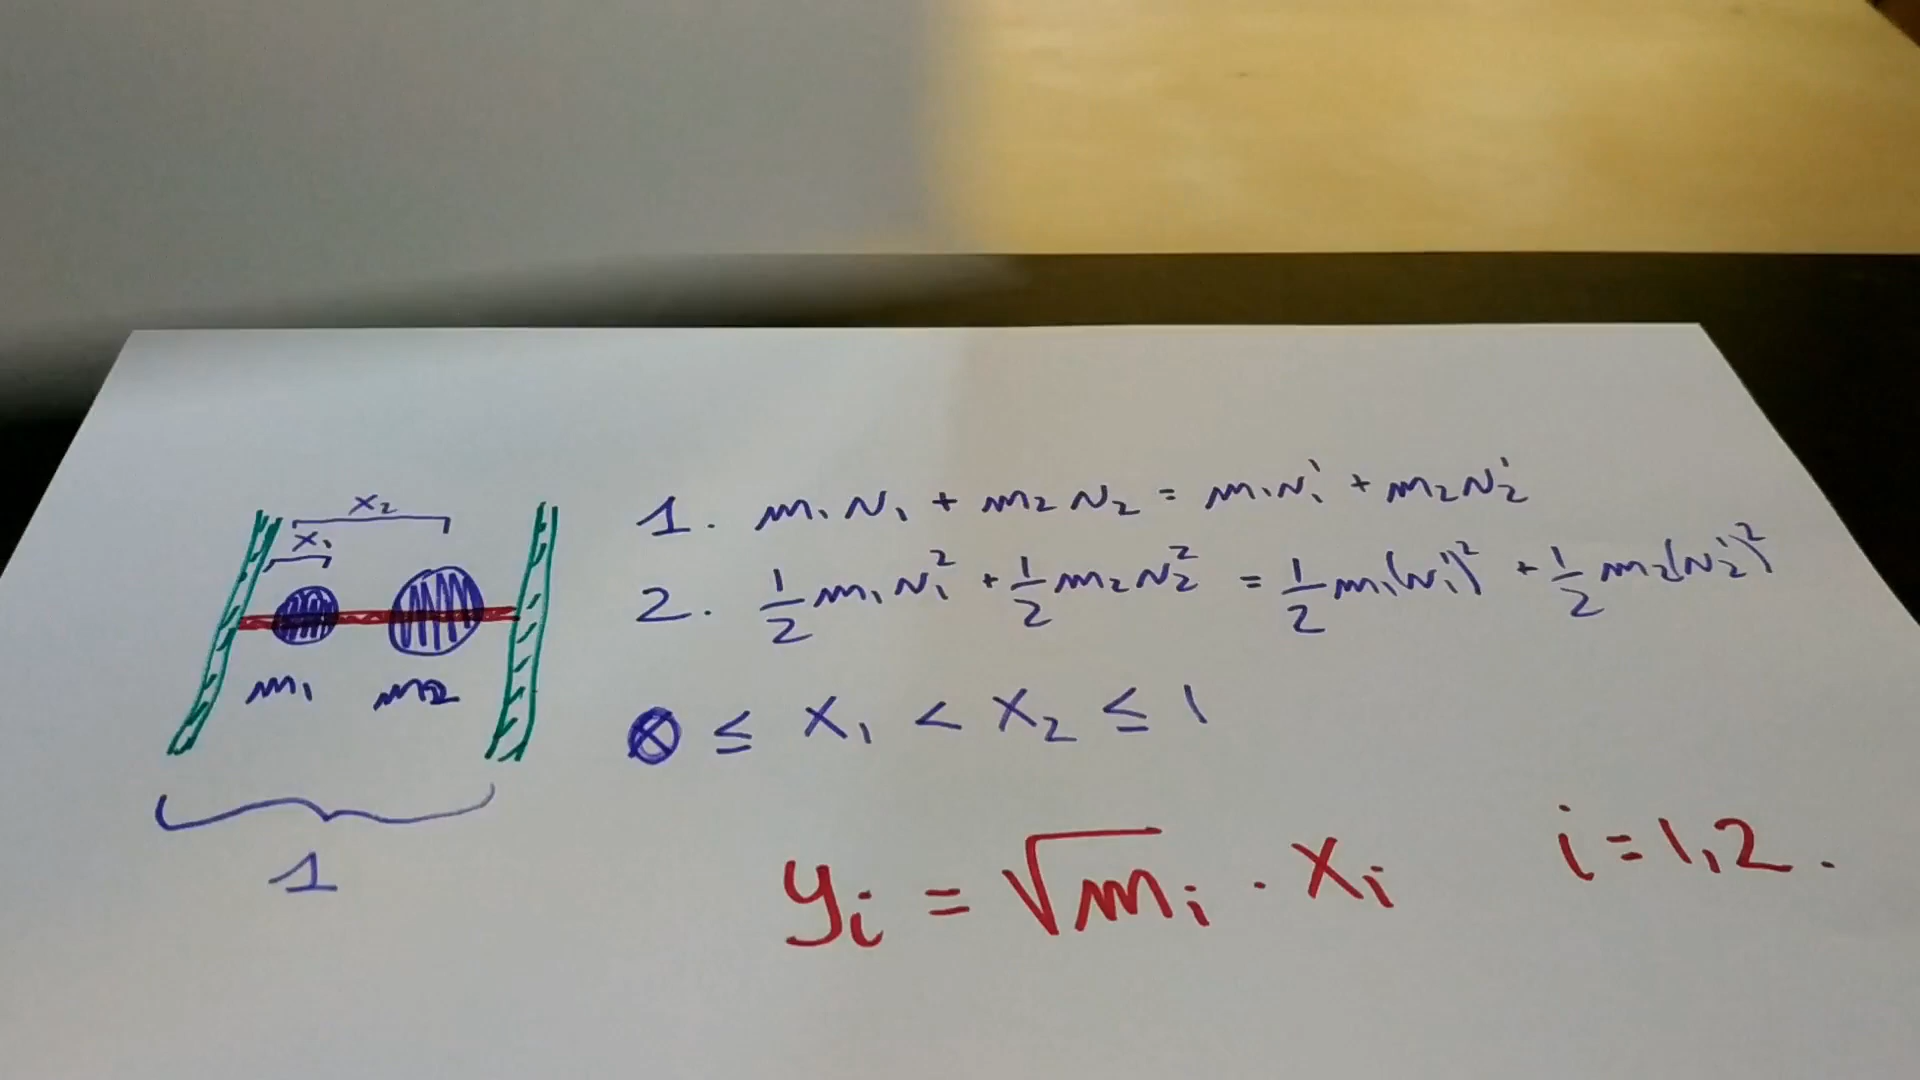 x₂
x₁
m₁ m₂
1
1. m₁v₁ + m₂v₂ = m₁v₁' + m₂v₂'
2. ½m₁v₁² + ½m₂v₂² = ½m₁(v₁')² + ½m₂(v₂')²
0 ≤ x₁ < x₂ ≤ 1
yᵢ = √mᵢ · xᵢ i = 1,2.